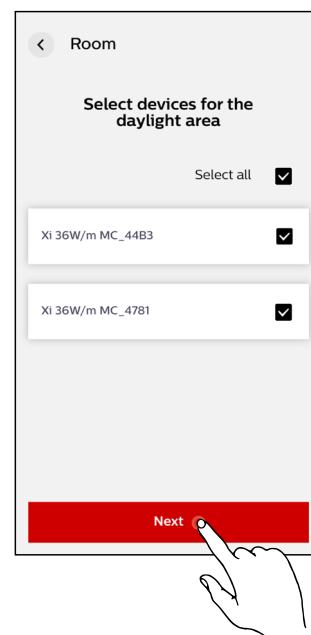 Room
Select devices for the
daylight area
Select all
Xi 36W/m MC_44B3
Xi 36W/m MC_4781
Next